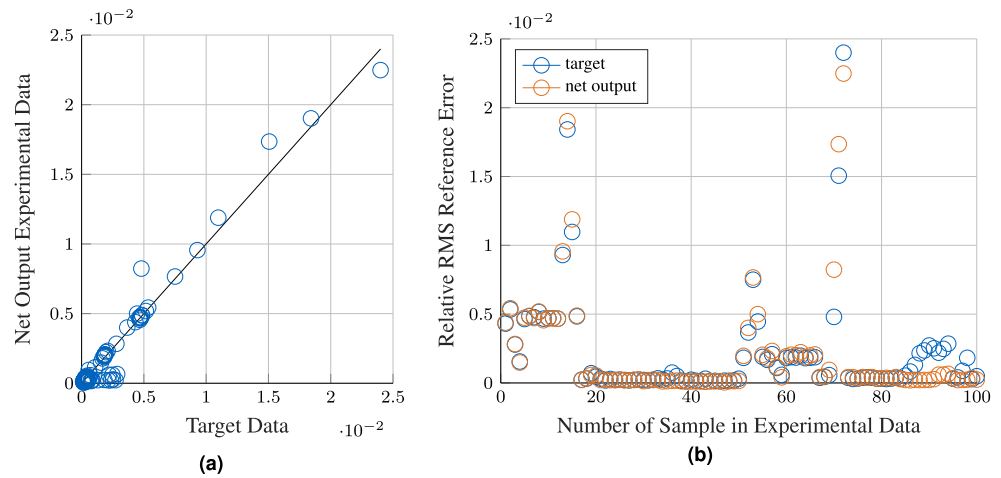 ·10⁻²
2.5
2
1.5
1
0.5
0
0 0.5 1 1.5 2 2.5
·10⁻²
Net Output Experimental Data
Target Data
(a)
·10⁻²
2.5
2
1.5
1
0.5
0
0 20 40 60 80 100
target
net output
Relative RMS Reference Error
Number of Sample in Experimental Data
(b)